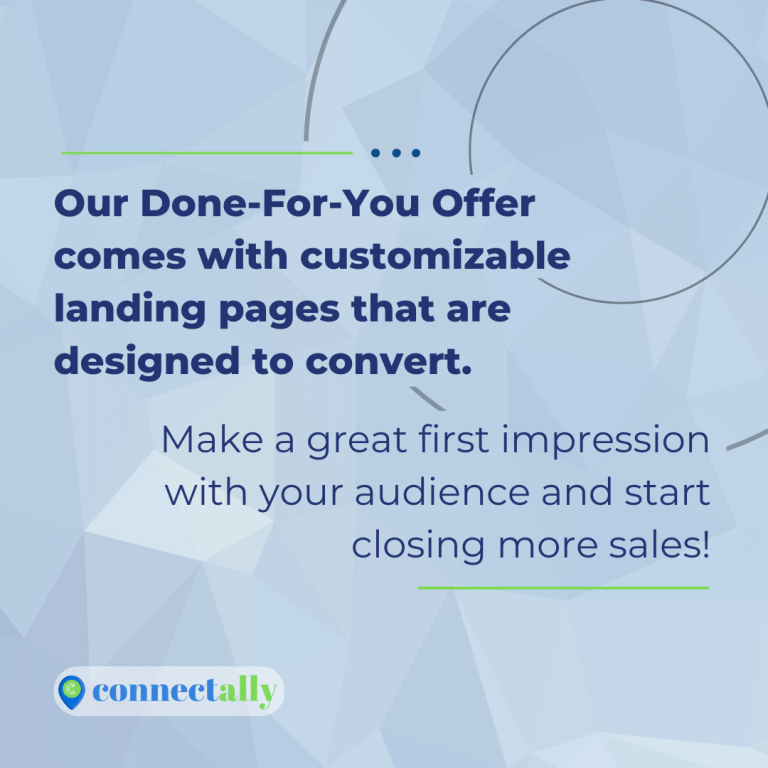 Our Done-For-You Offer
comes with customizable
landing pages that are
designed to convert.
Make a great first impression
with your audience and start
closing more sales!
connectally